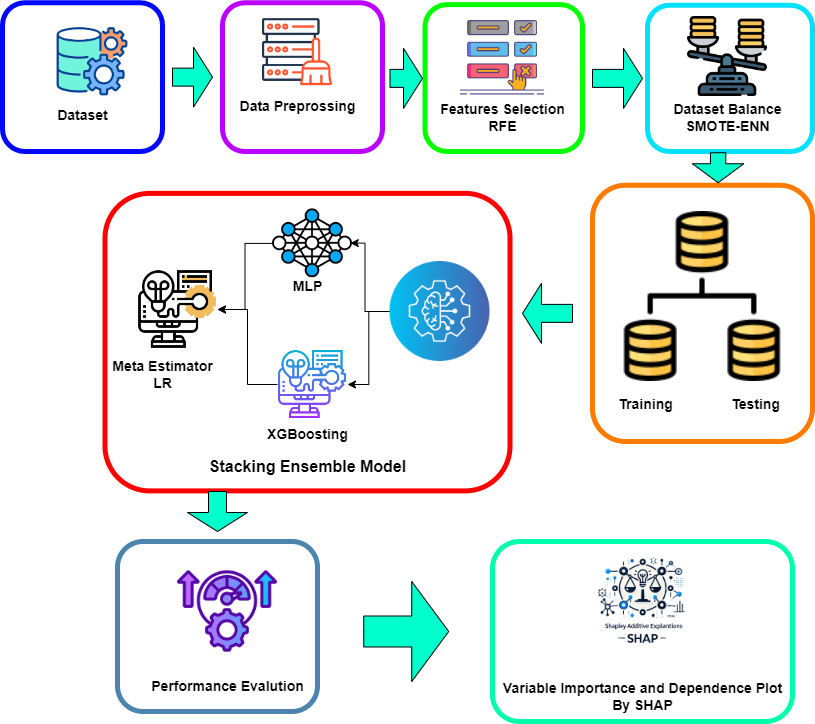 Dataset
Data Preprossing
Features Selection
RFE
Dataset Balance
SMOTE-ENN
Training
Testing
MLP
Meta Estimator
LR
XGBoosting
Stacking Ensemble Model
Performance Evalution
Shapley Additive Explantions
SHAP
Variable Importance and Dependence Plot
By SHAP